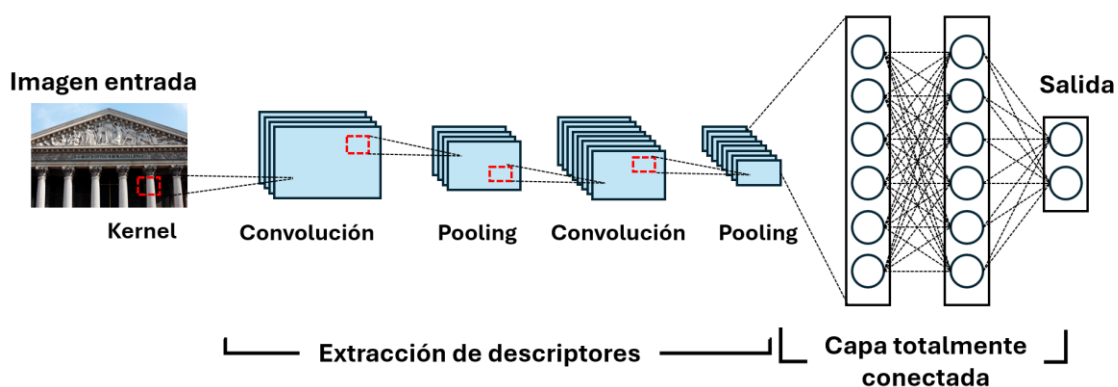 Imagen entrada
Salida
Kernel
Convolución
Pooling
Convolución
Pooling
Extracción de descriptores
Capa totalmente
conectada